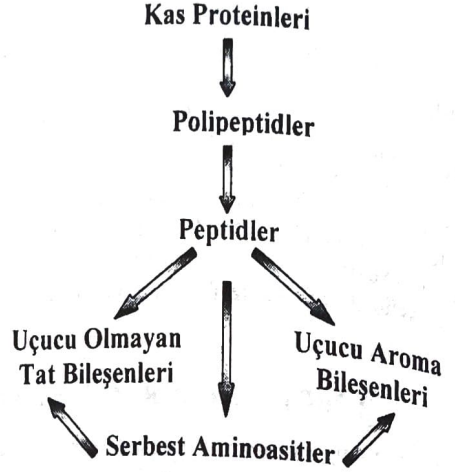 Kas Proteinleri
Polipeptidler
Peptidler
Uçucu Olmayan
Tat Bileşenleri
Uçucu Aroma
Bileşenleri
Serbest Aminoasitler